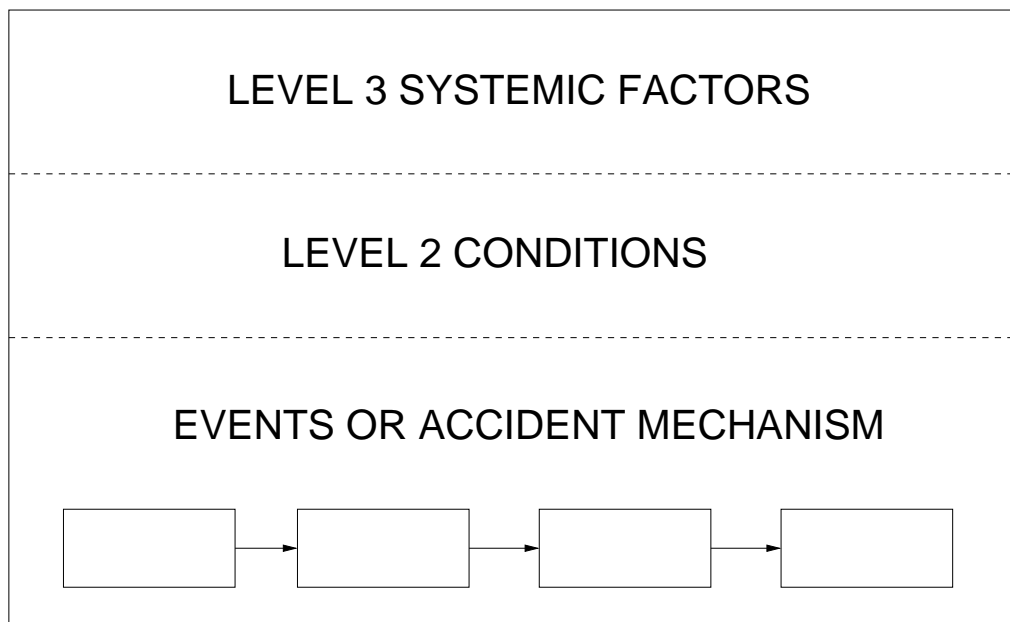 LEVEL 3 SYSTEMIC FACTORS
LEVEL 2 CONDITIONS
EVENTS OR ACCIDENT MECHANISM